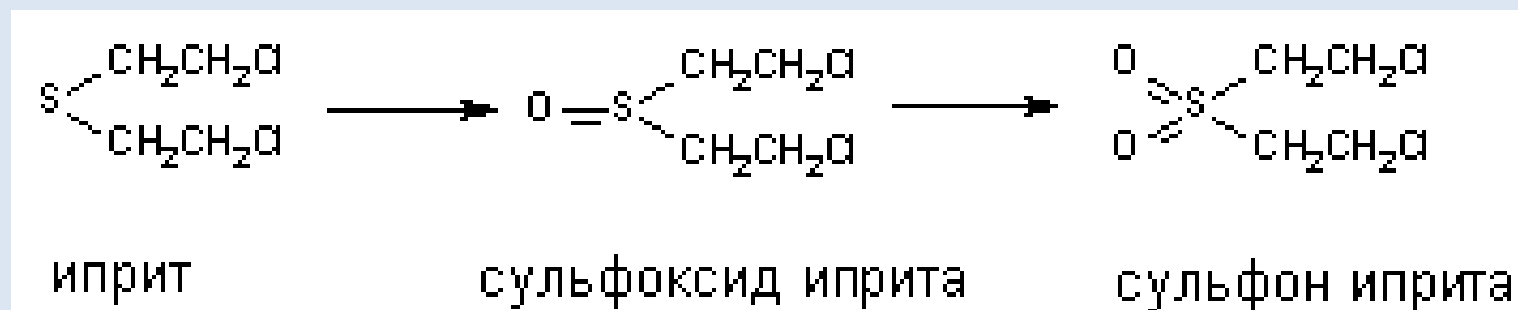 CH₂CH₂Cl CH₂CH₂Cl O CH₂CH₂Cl
S O S S
CH₂CH₂Cl CH₂CH₂Cl O CH₂CH₂Cl
иприт сульфоксид иприта сульфон иприта